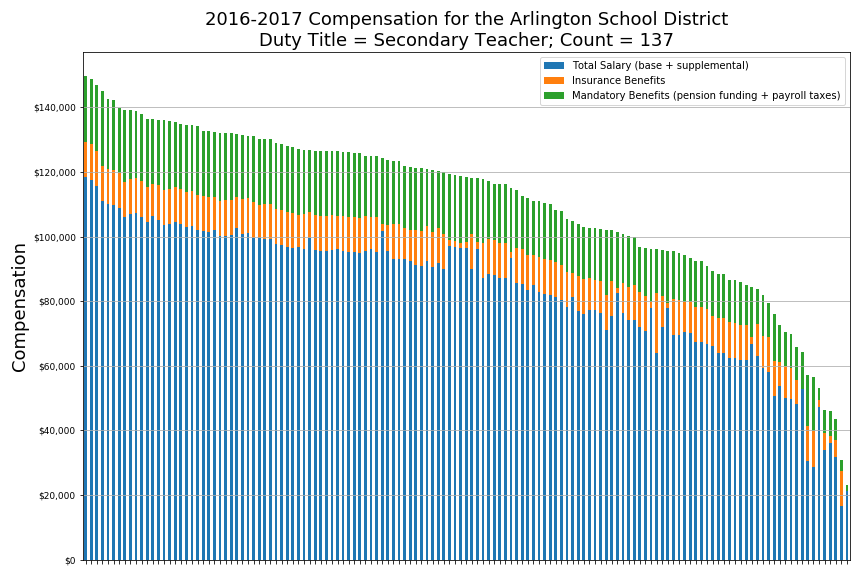 2016-2017 Compensation for the Arlington School District
Duty Title = Secondary Teacher; Count = 137
Total Salary (base + supplemental)
Insurance Benefits
Mandatory Benefits (pension funding + payroll taxes)
Compensation
$140,000
$120,000
$100,000
$80,000
$60,000
$40,000
$20,000
$0